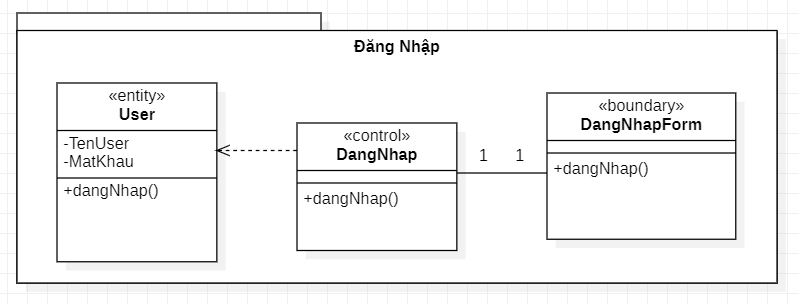 Đăng Nhập
«entity»
User
-TenUser
-MatKhau
+dangNhap()
«control»
DangNhap
+dangNhap()
1 1
«boundary»
DangNhapForm
+dangNhap()